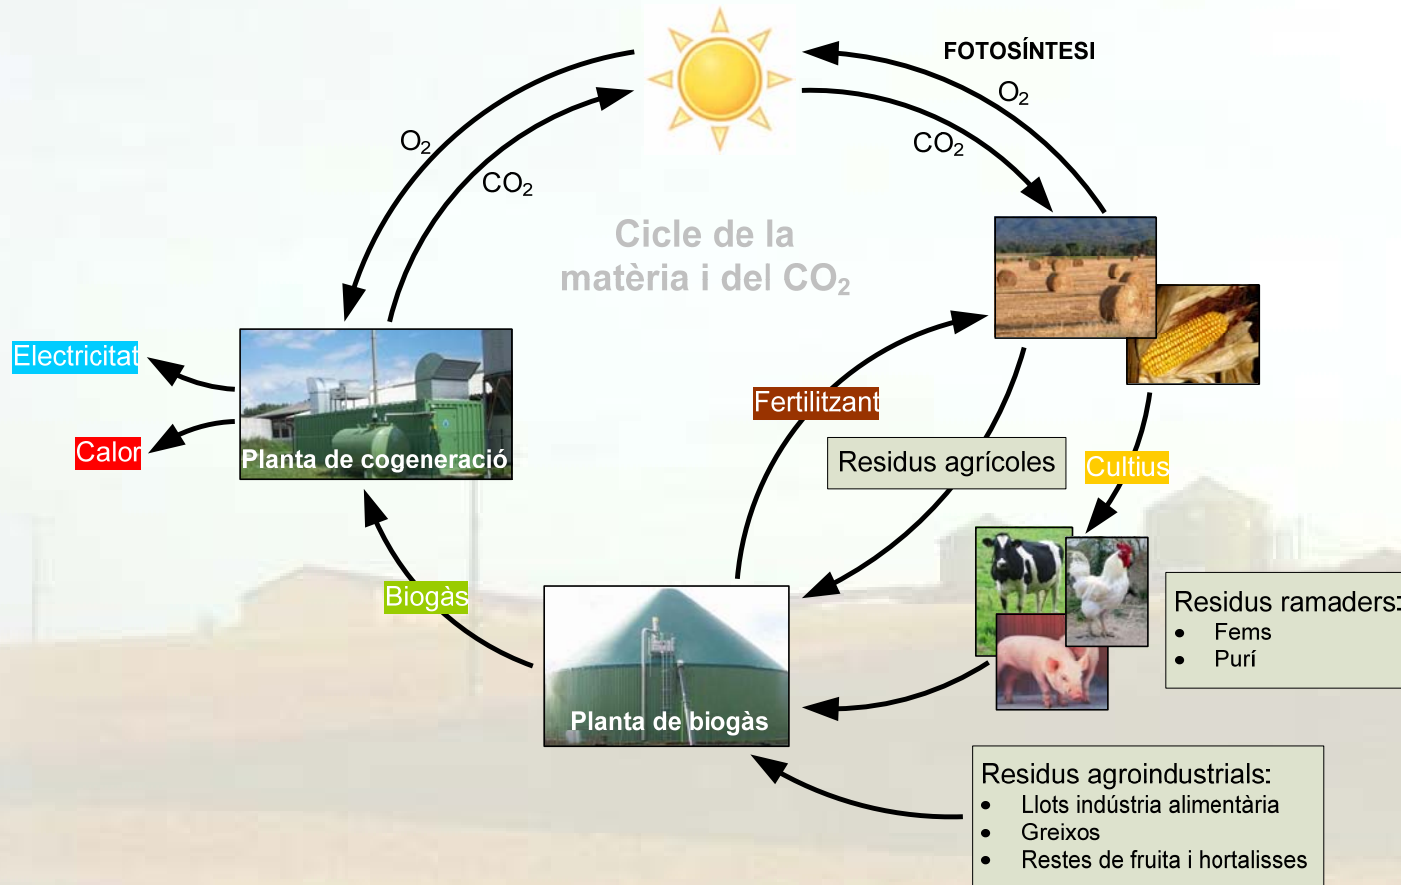 FOTOSÍNTESI
O₂
CO₂
O₂
CO₂
Cicle de la
matèria i del CO₂
Electricitat
Calor
Planta de cogeneració
Fertilitzant
Residus agrícoles
Cultius
Biogàs
Planta de biogàs
Residus ramaders:
• Fems
• Purí
Residus agroindustrials:
• Llots indústria alimentària
• Greixos
• Restes de fruita i hortalisses